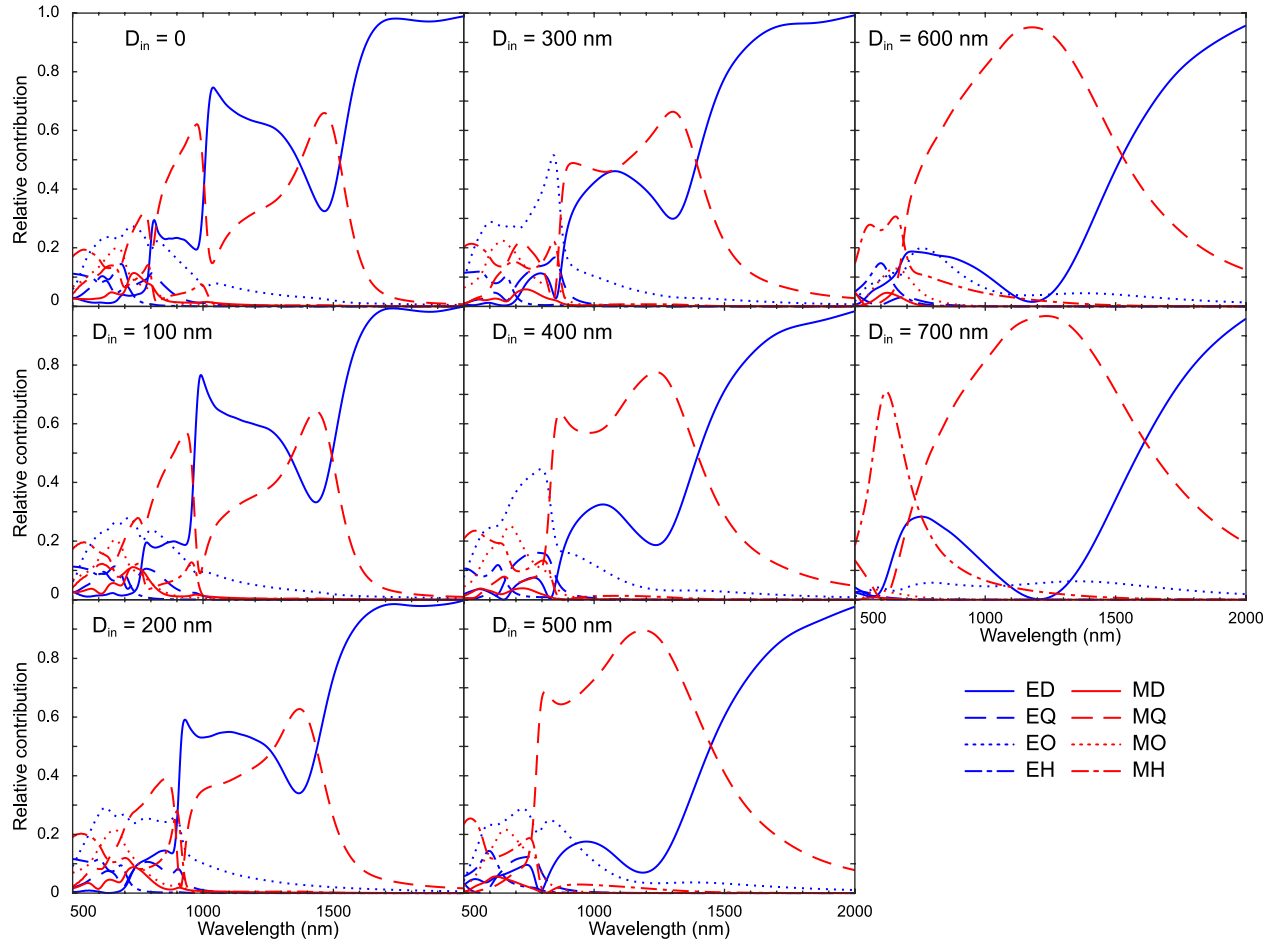 1.0
0.8
0.6
0.4
0.2
0
Relative contribution
D_in = 0
D_in = 300 nm
D_in = 600 nm
0.8
0.6
0.4
0.2
0
Relative contribution
D_in = 100 nm
D_in = 400 nm
D_in = 700 nm
500 1000 1500 2000
Wavelength (nm)
0.8
0.6
0.4
0.2
0
Relative contribution
D_in = 200 nm
D_in = 500 nm
500 1000 1500
Wavelength (nm)
500 1000 1500 2000
Wavelength (nm)
ED MD
EQ MQ
EO MO
EH MH